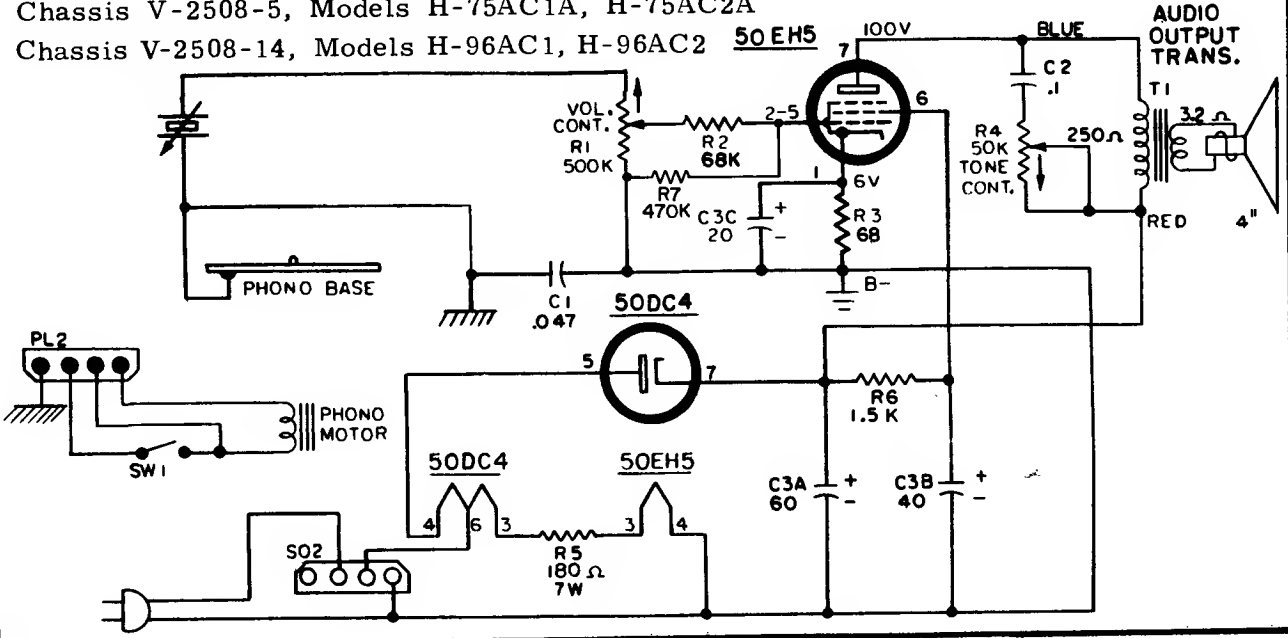 Chassis V-2508-5, Models H-75AC1A, H-75AC2A
Chassis V-2508-14, Models H-96AC1, H-96AC2
50EH5
7
100V
BLUE
AUDIO
OUTPUT
TRANS.
C2
.1
T1
3.2 Ω
VOL.
CONT.
R1
500K
R2
68K
2-5
6
R4
50K
TONE
CONT.
250Ω
R7
470K
1
6V
C3C
20
+
-
R3
68
RED
4"
PHONO BASE
C1
.047
B-
50DC4
5
7
PL2
PHONO
MOTOR
SW1
R6
1.5K
50DC4
50EH5
4
6
3
3
4
R5
180 Ω
7W
C3A
60
+
-
C3B
40
+
-
SO2